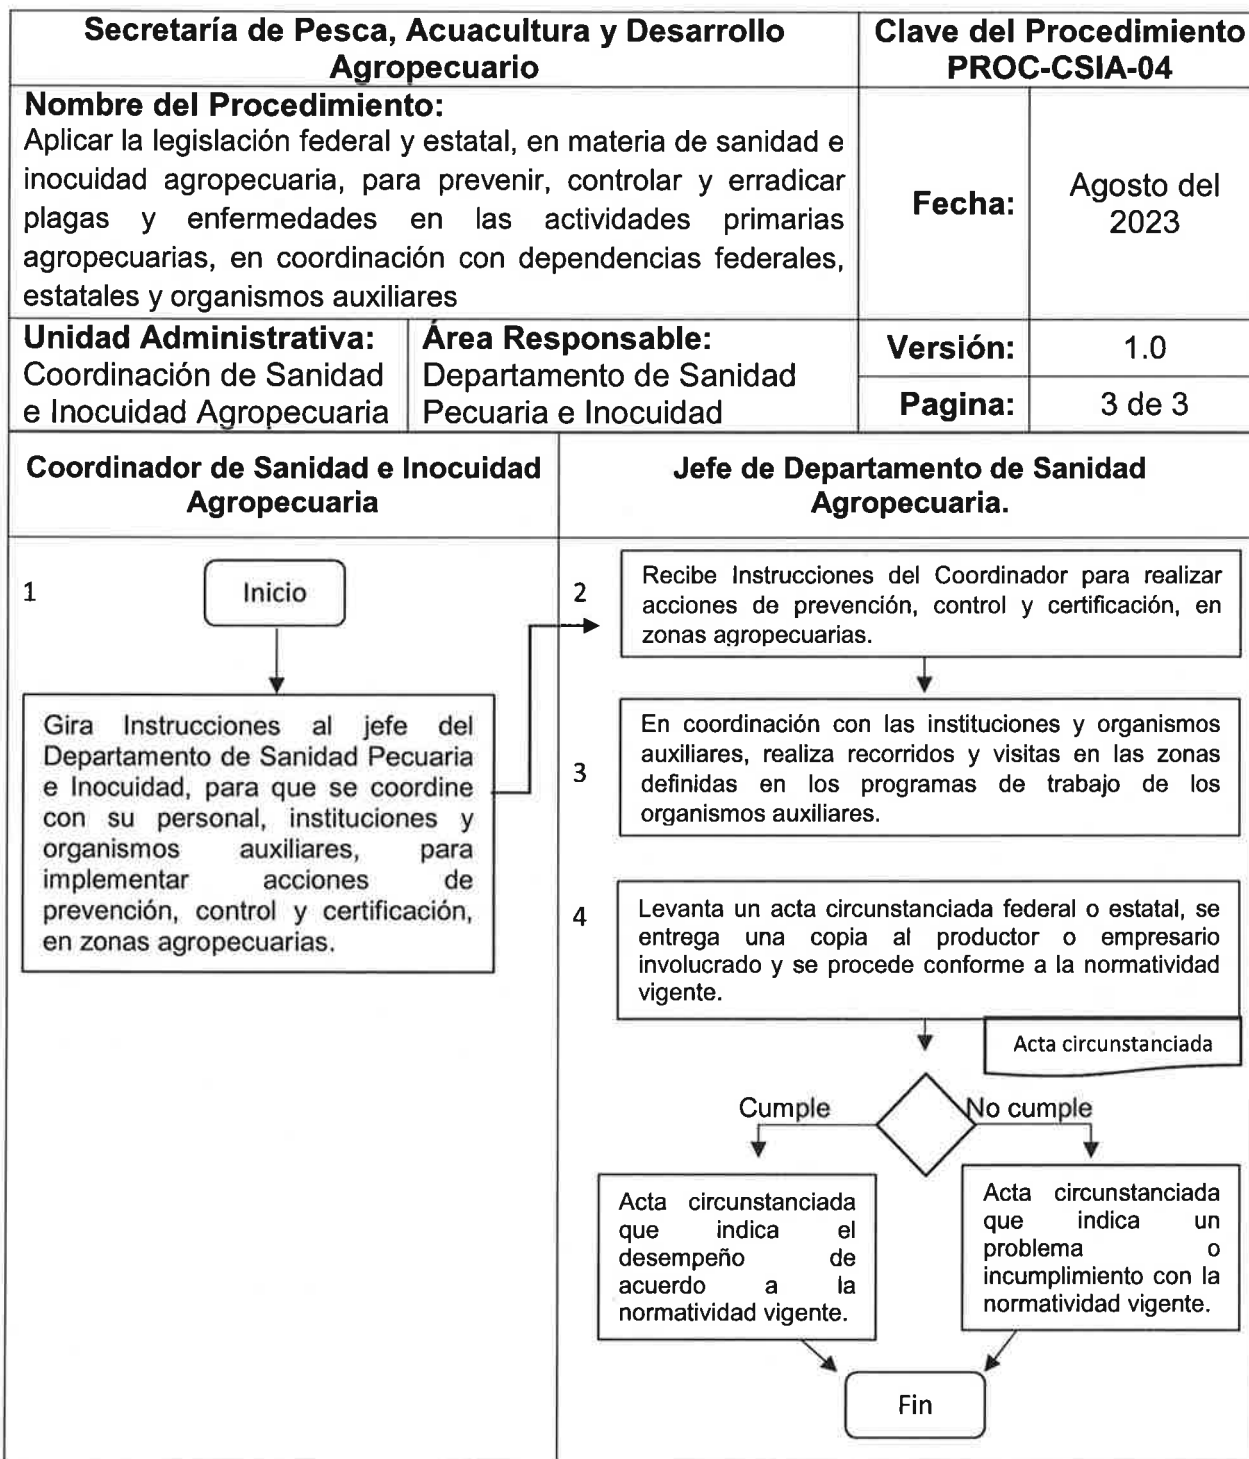 Secretaría de Pesca, Acuacultura y Desarrollo
Agropecuario
Clave del Procedimiento
PROC-CSIA-04
Nombre del Procedimiento:
Aplicar la legislación federal y estatal, en materia de sanidad e
inocuidad agropecuaria, para prevenir, controlar y erradicar
plagas y enfermedades en las actividades primarias
agropecuarias, en coordinación con dependencias federales,
estatales y organismos auxiliares
Fecha:
Agosto del
2023
Unidad Administrativa:
Coordinación de Sanidad
e Inocuidad Agropecuaria
Área Responsable:
Departamento de Sanidad
Pecuaria e Inocuidad
Versión:
1.0
Pagina:
3 de 3
Coordinador de Sanidad e Inocuidad
Agropecuaria
Jefe de Departamento de Sanidad
Agropecuaria.
1
Inicio
Gira Instrucciones al jefe del
Departamento de Sanidad Pecuaria
e Inocuidad, para que se coordine
con su personal, instituciones y
organismos auxiliares, para
implementar acciones de
prevención, control y certificación,
en zonas agropecuarias.
2
Recibe Instrucciones del Coordinador para realizar
acciones de prevención, control y certificación, en
zonas agropecuarias.
3
En coordinación con las instituciones y organismos
auxiliares, realiza recorridos y visitas en las zonas
definidas en los programas de trabajo de los
organismos auxiliares.
4
Levanta un acta circunstanciada federal o estatal, se
entrega una copia al productor o empresario
involucrado y se procede conforme a la normatividad
vigente.
Acta circunstanciada
Cumple
No cumple
Acta circunstanciada
que indica el
desempeño de
acuerdo a la
normatividad vigente.
Acta circunstanciada
que indica un
problema o
incumplimiento con la
normatividad vigente.
Fin